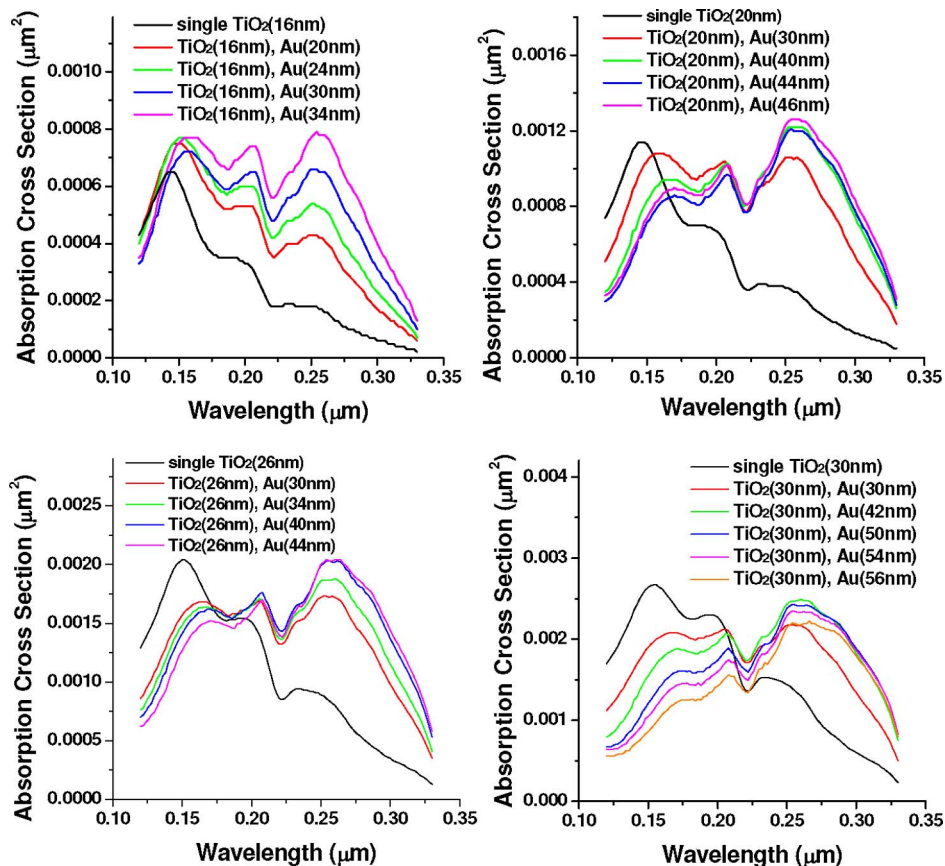 single TiO₂(16nm)
TiO₂(16nm), Au(20nm)
TiO₂(16nm), Au(24nm)
TiO₂(16nm), Au(30nm)
TiO₂(16nm), Au(34nm)
Absorption Cross Section (μm²)
0.0010
0.0008
0.0006
0.0004
0.0002
0.0000
0.10 0.15 0.20 0.25 0.30 0.35
Wavelength (μm)
single TiO₂(20nm)
TiO₂(20nm), Au(30nm)
TiO₂(20nm), Au(40nm)
TiO₂(20nm), Au(44nm)
TiO₂(20nm), Au(46nm)
Absorption Cross Section (μm²)
0.0016
0.0012
0.0008
0.0004
0.0000
0.10 0.15 0.20 0.25 0.30 0.35
Wavelength (μm)
single TiO₂(26nm)
TiO₂(26nm), Au(30nm)
TiO₂(26nm), Au(34nm)
TiO₂(26nm), Au(40nm)
TiO₂(26nm), Au(44nm)
Absorption Cross Section (μm²)
0.0025
0.0020
0.0015
0.0010
0.0005
0.0000
0.10 0.15 0.20 0.25 0.30 0.35
Wavelength (μm)
single TiO₂(30nm)
TiO₂(30nm), Au(30nm)
TiO₂(30nm), Au(42nm)
TiO₂(30nm), Au(50nm)
TiO₂(30nm), Au(54nm)
TiO₂(30nm), Au(56nm)
Absorption Cross Section (μm²)
0.004
0.003
0.002
0.001
0.000
0.10 0.15 0.20 0.25 0.30 0.35
Wavelength (μm)